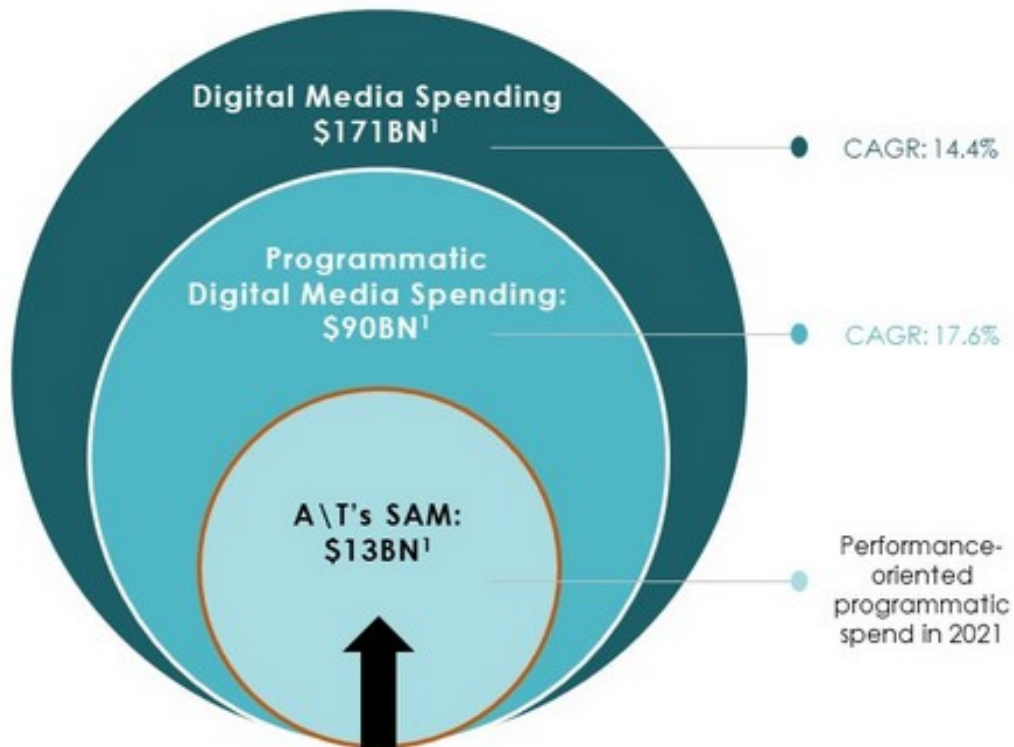 Digital Media Spending
$171BN¹
CAGR: 14.4%
Programmatic
Digital Media Spending:
$90BN¹
CAGR: 17.6%
A\T's SAM:
$13BN¹
Performance-
oriented
programmatic
spend in 2021